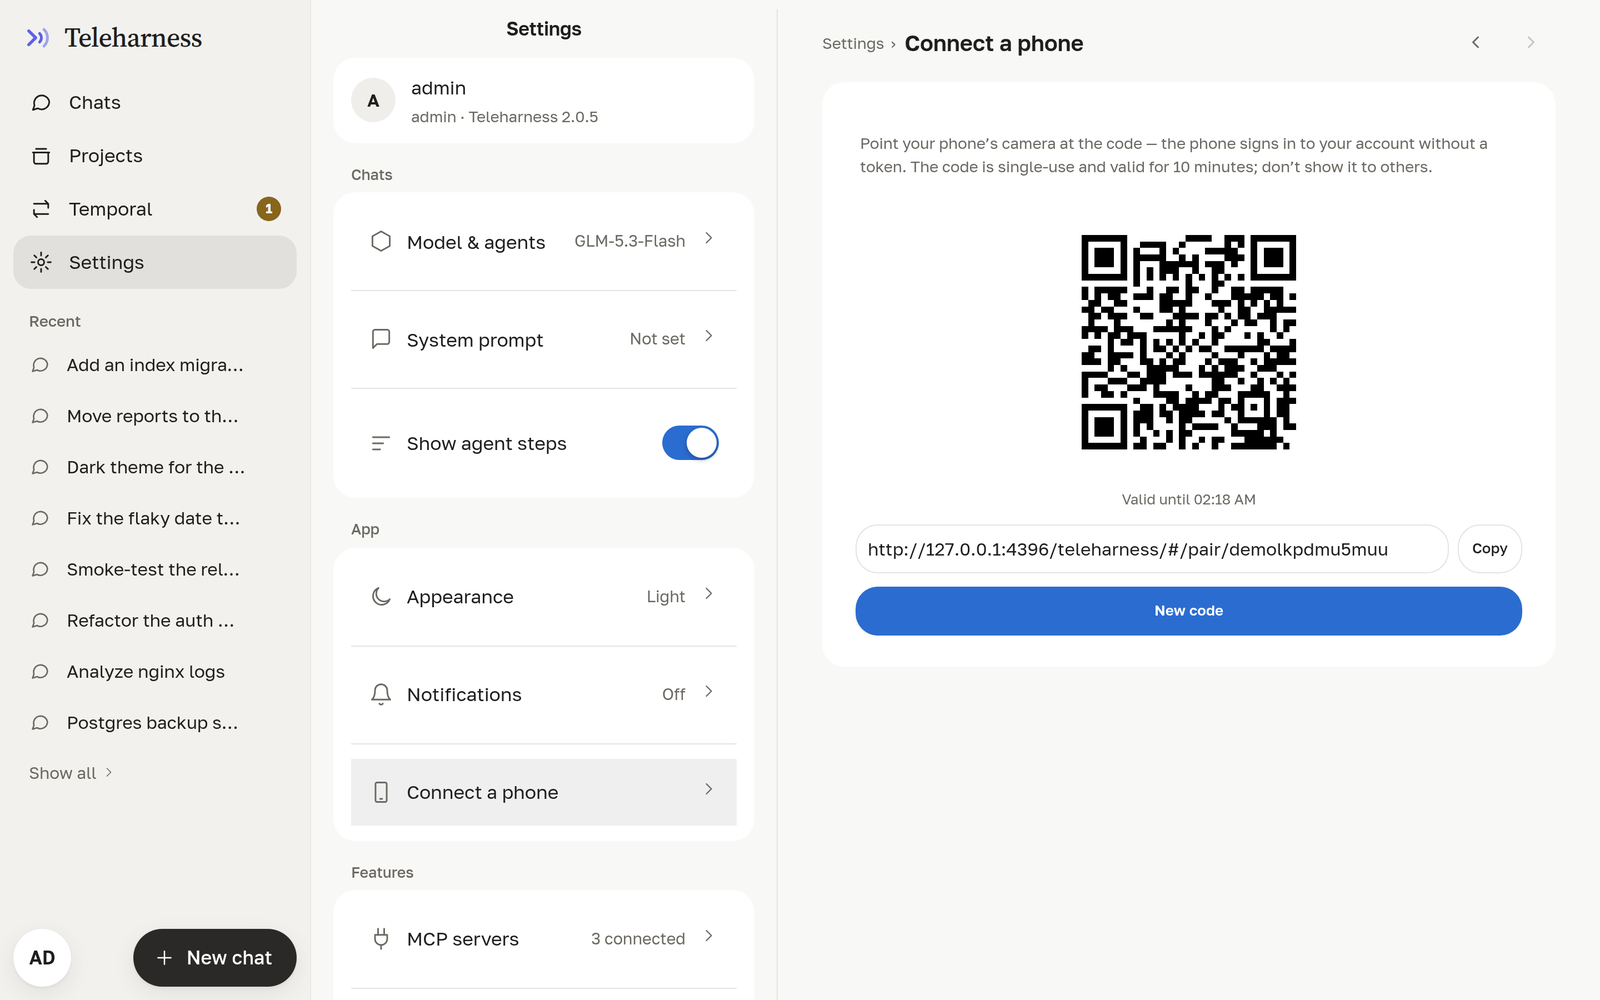 Teleharness
Chats
Projects
Temporal
1
Settings
Recent
Add an index migra...
Move reports to th...
Dark theme for the ...
Fix the flaky date t...
Smoke-test the rel...
Refactor the auth ...
Analyze nginx logs
Postgres backup s...
Show all
AD
New chat
Settings
A
admin
admin · Teleharness 2.0.5
Chats
Model & agents GLM-5.3-Flash
System prompt Not set
Show agent steps
App
Appearance Light
Notifications Off
Connect a phone
Features
MCP servers 3 connected
Settings › Connect a phone
Point your phone’s camera at the code — the phone signs in to your account without a
token. The code is single-use and valid for 10 minutes; don’t show it to others.
Valid until 02:18 AM
http://127.0.0.1:4396/teleharness/#/pair/demolkpdmu5muu
Copy
New code